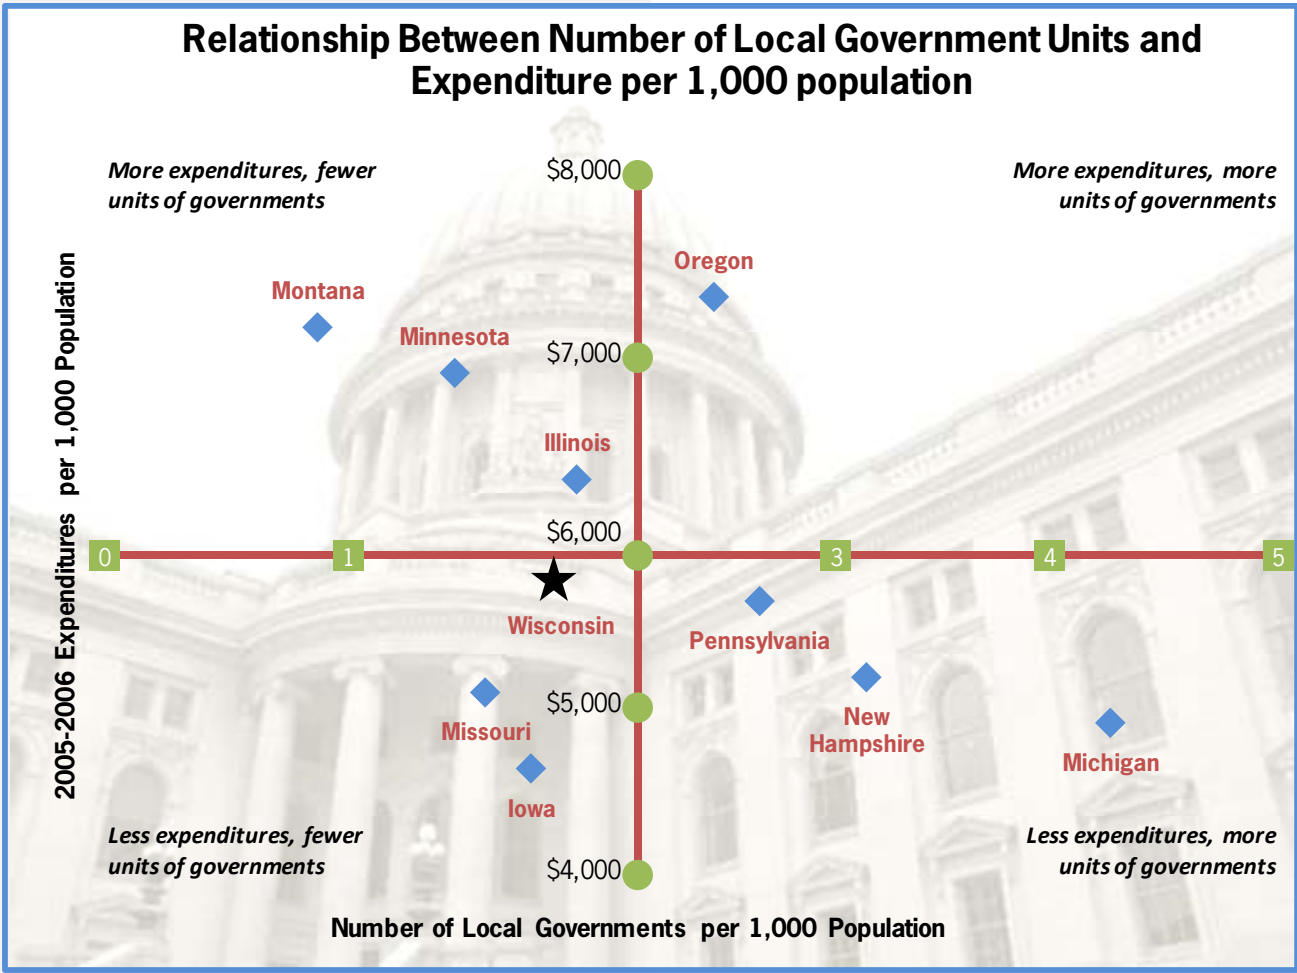 Relationship Between Number of Local Government Units and
Expenditure per 1,000 population
More expenditures, fewer
units of governments
$8,000
More expenditures, more
units of governments
Oregon
Montana
Minnesota
$7,000
Illinois
$6,000
0
1
3
4
5
Wisconsin
Pennsylvania
$5,000
Missouri
New
Hampshire
Michigan
Iowa
Less expenditures, fewer
units of governments
Less expenditures, more
units of governments
$4,000
2005-2006 Expenditures per 1,000 Population
Number of Local Governments per 1,000 Population